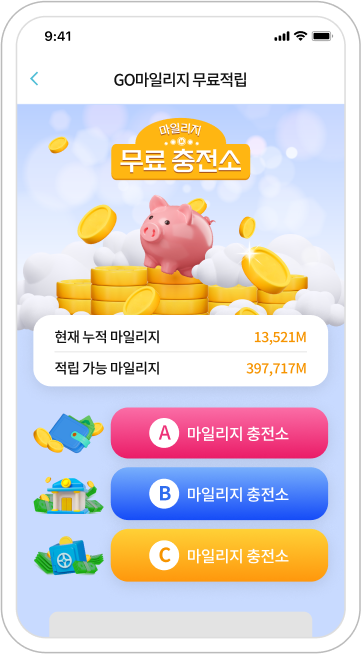 9:41
GO마일리지 무료적립
마일리지
무료 충전소
현재 누적 마일리지 13,521M
적립 가능 마일리지 397,717M
A 마일리지 충전소
B 마일리지 충전소
C 마일리지 충전소